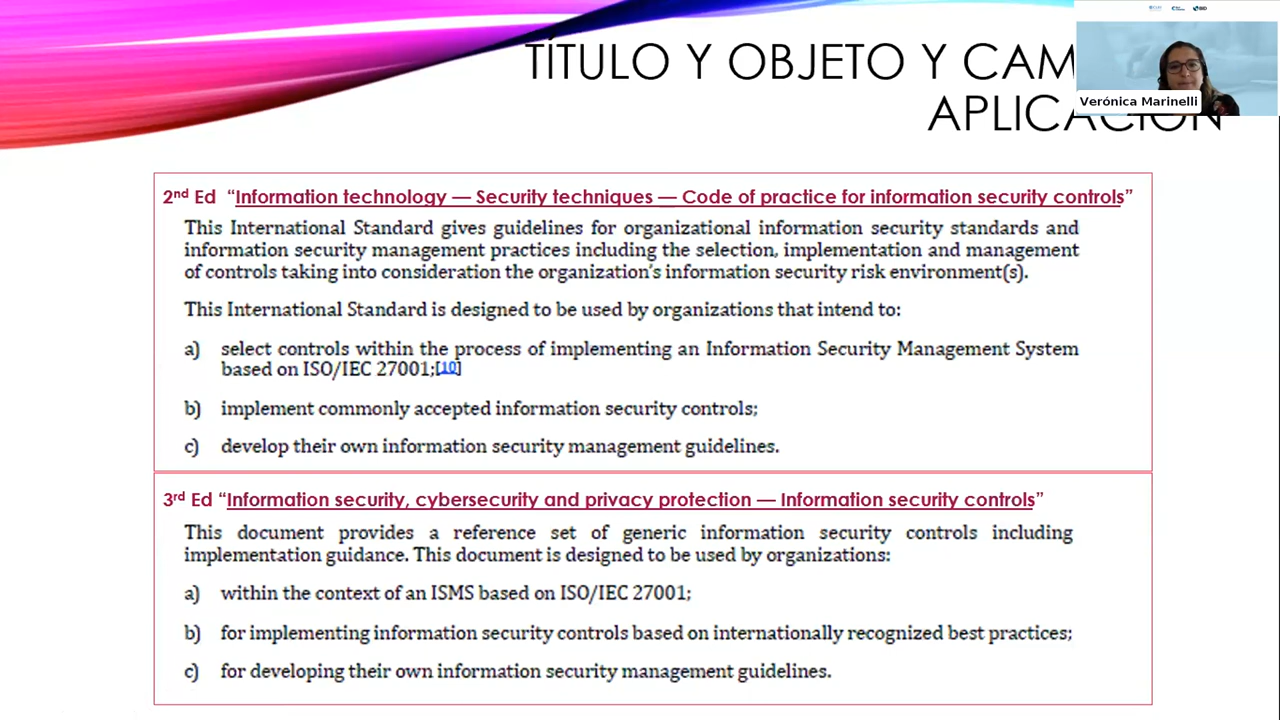 TÍTULO Y OBJETO Y CAM
APLICACIÓN
BID
Verónica Marinelli
2nd Ed “Information technology — Security techniques — Code of practice for information security controls”
This International Standard gives guidelines for organizational information security standards and
information security management practices including the selection, implementation and management
of controls taking into consideration the organization’s information security risk environment(s).
This International Standard is designed to be used by organizations that intend to:
a) select controls within the process of implementing an Information Security Management System
based on ISO/IEC 27001;[10]
b) implement commonly accepted information security controls;
c) develop their own information security management guidelines.
3rd Ed “Information security, cybersecurity and privacy protection — Information security controls”
This document provides a reference set of generic information security controls including
implementation guidance. This document is designed to be used by organizations:
a) within the context of an ISMS based on ISO/IEC 27001;
b) for implementing information security controls based on internationally recognized best practices;
c) for developing their own information security management guidelines.